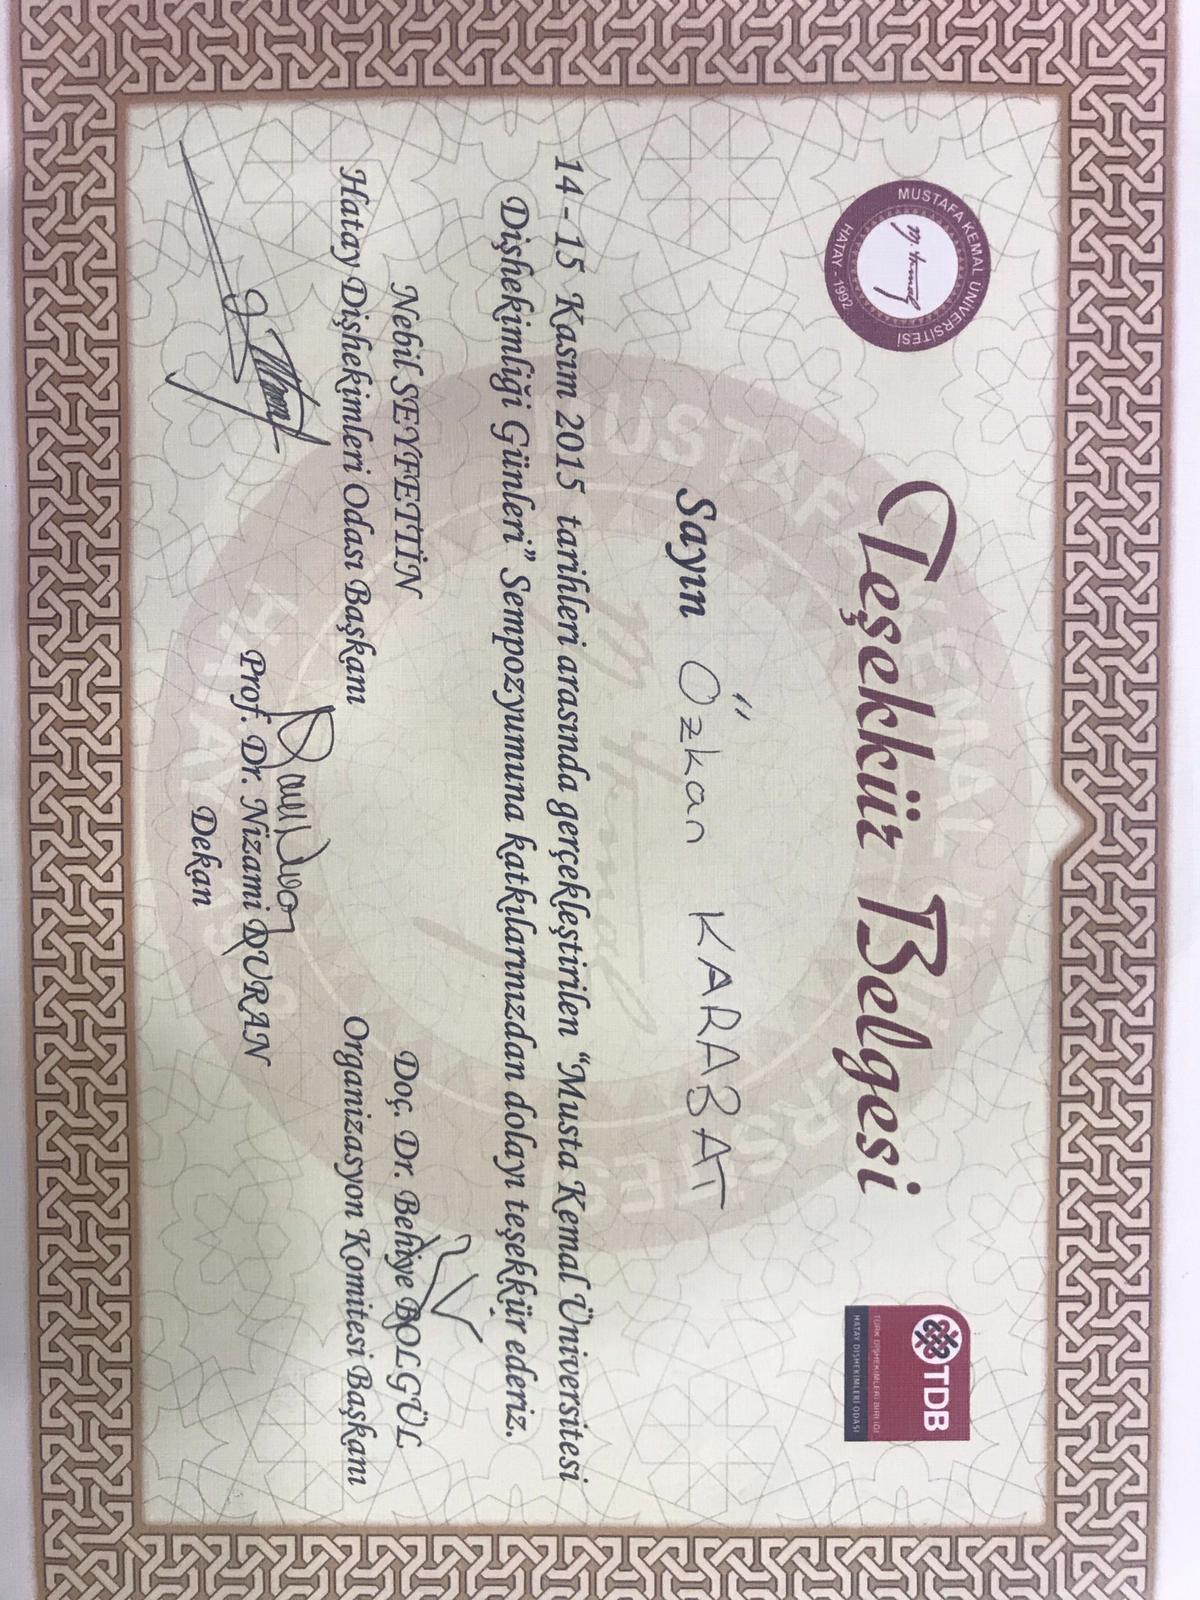 MUSTAFA KEMAL ÜNİVERSİTESİ
HATAY - 1992
TDB
TÜRK DİŞHEKİMLERİ BİRLİĞİ
HATAY DİŞHEKİMLERİ ODASI
Teşekkür Belgesi
Sayın Özkan KARABAT
14 - 15 Kasım 2015 tarihleri arasında gerçekleştirilen “Musta Kemal Üniversitesi
Dişhekimliği Günleri” Sempozyumuna katkılarınızdan dolayı teşekkür ederiz.
Nebil SEYFETTİN
Hatay Dişhekimleri Odası Başkanı
Doç. Dr. Behiye BOLGÜL
Organizasyon Komitesi Başkanı
Prof. Dr. Nizami DURAN
Dekan